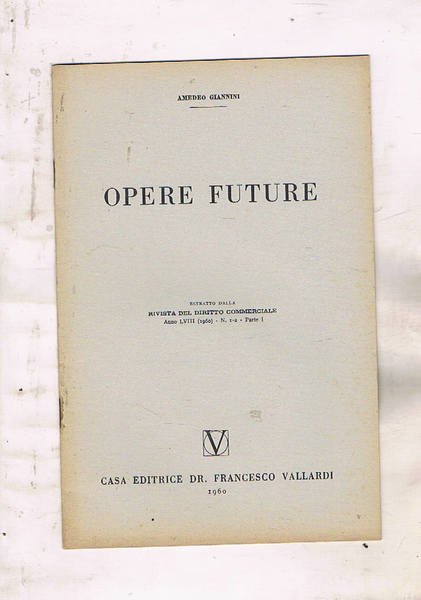 AMEDEO GIANNINI
OPERE FUTURE
ESTRATTO DALLA
RIVISTA DEL DIRITTO COMMERCIALE
Anno LVIII (1960) - N. 1-2 - Parte I
V
CASA EDITRICE DR. FRANCESCO VALLARDI
1960